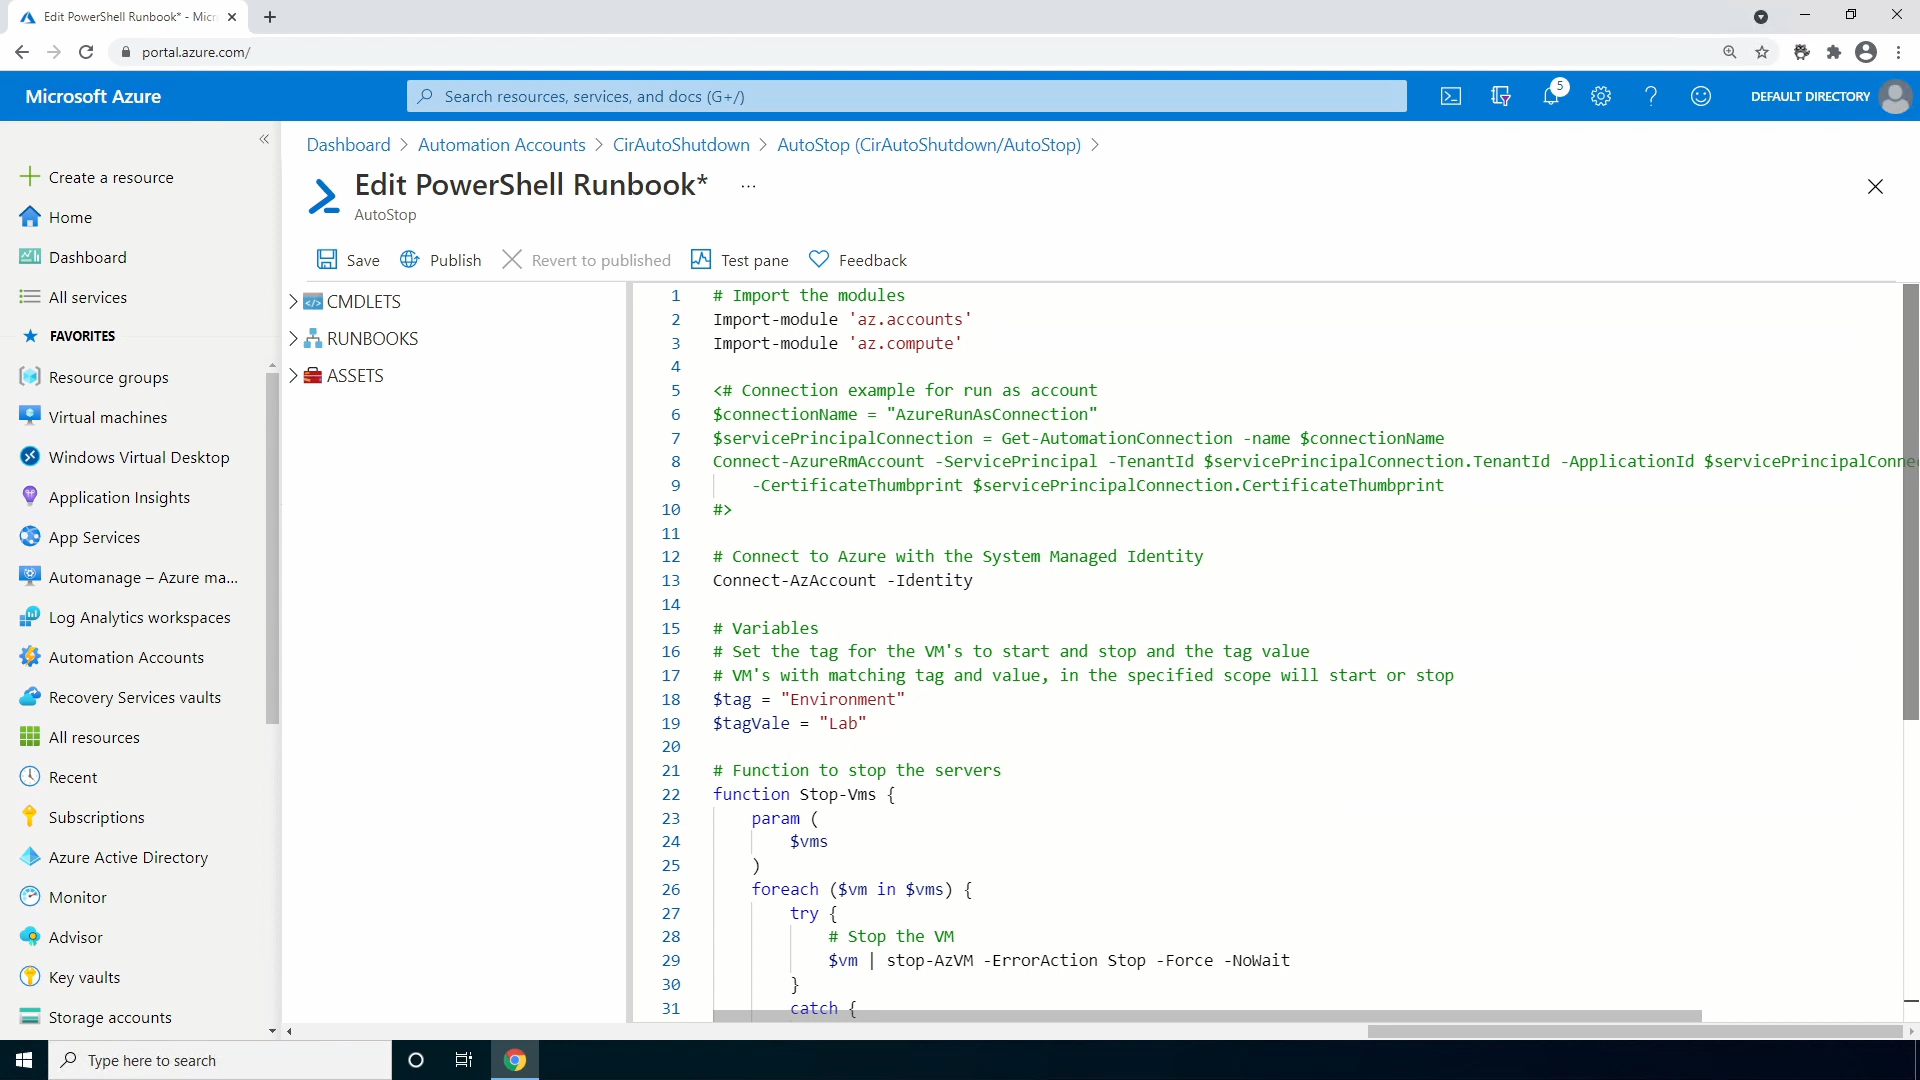 Edit PowerShell Runbook* - Micr
portal.azure.com/
Microsoft Azure
Search resources, services, and docs (G+/)
5
DEFAULT DIRECTORY
Create a resource
Home
Dashboard
All services
FAVORITES
Resource groups
Virtual machines
Windows Virtual Desktop
Application Insights
App Services
Automanage – Azure ma...
Log Analytics workspaces
Automation Accounts
Recovery Services vaults
All resources
Recent
Subscriptions
Azure Active Directory
Monitor
Advisor
Key vaults
Storage accounts
Dashboard > Automation Accounts > CirAutoShutdown > AutoStop (CirAutoShutdown/AutoStop) >
Edit PowerShell Runbook* ...
AutoStop
Save Publish Revert to published Test pane Feedback
CMDLETS
RUNBOOKS
ASSETS
1 # Import the modules
2 Import-module 'az.accounts'
3 Import-module 'az.compute'
4
5 <# Connection example for run as account
6 $connectionName = "AzureRunAsConnection"
7 $servicePrincipalConnection = Get-AutomationConnection -name $connectionName
8 Connect-AzureRmAccount -ServicePrincipal -TenantId $servicePrincipalConnection.TenantId -ApplicationId $servicePrincipalConne
9 -CertificateThumbprint $servicePrincipalConnection.CertificateThumbprint
10 #>
11
12 # Connect to Azure with the System Managed Identity
13 Connect-AzAccount -Identity
14
15 # Variables
16 # Set the tag for the VM's to start and stop and the tag value
17 # VM's with matching tag and value, in the specified scope will start or stop
18 $tag = "Environment"
19 $tagVale = "Lab"
20
21 # Function to stop the servers
22 function Stop-Vms {
23 param (
24 $vms
25 )
26 foreach ($vm in $vms) {
27 try {
28 # Stop the VM
29 $vm | stop-AzVM -ErrorAction Stop -Force -NoWait
30 }
31 catch {
Type here to search